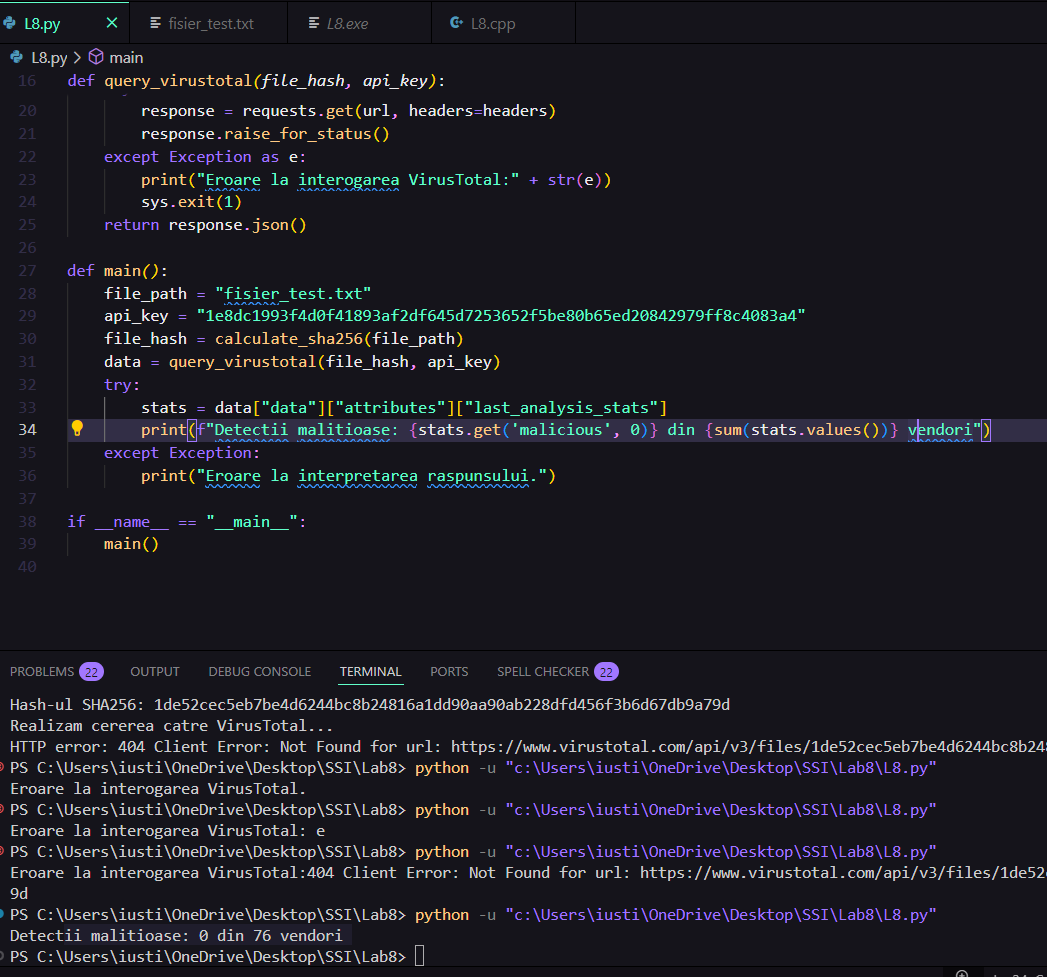 L8.py
fisier_test.txt
L8.exe
L8.cpp
L8.py > main
16 def query_virustotal(file_hash, api_key):
20 response = requests.get(url, headers=headers)
21 response.raise_for_status()
22 except Exception as e:
23 print("Eroare la interogarea VirusTotal:" + str(e))
24 sys.exit(1)
25 return response.json()
26
27 def main():
28 file_path = "fisier_test.txt"
29 api_key = "1e8dc1993f4d0f41893af2df645d7253652f5be80b65ed20842979ff8c4083a4"
30 file_hash = calculate_sha256(file_path)
31 data = query_virustotal(file_hash, api_key)
32 try:
33 stats = data["data"]["attributes"]["last_analysis_stats"]
34 print(f"Detectii malitioase: {stats.get('malicious', 0)} din {sum(stats.values())} vendori")
35 except Exception:
36 print("Eroare la interpretarea raspunsului.")
37
38 if __name__ == "__main__":
39 main()
40
PROBLEMS 22 OUTPUT DEBUG CONSOLE TERMINAL PORTS SPELL CHECKER 22
Hash-ul SHA256: 1de52cec5eb7be4d6244bc8b24816a1dd90aa90ab228dfd456f3b6d67db9a79d
Realizam cererea catre VirusTotal...
HTTP error: 404 Client Error: Not Found for url: https://www.virustotal.com/api/v3/files/1de52cec5eb7be4d6244bc8b248
PS C:\Users\iusti\OneDrive\Desktop\SSI\Lab8> python -u "c:\Users\iusti\OneDrive\Desktop\SSI\Lab8\L8.py"
Eroare la interogarea VirusTotal.
PS C:\Users\iusti\OneDrive\Desktop\SSI\Lab8> python -u "c:\Users\iusti\OneDrive\Desktop\SSI\Lab8\L8.py"
Eroare la interogarea VirusTotal: e
PS C:\Users\iusti\OneDrive\Desktop\SSI\Lab8> python -u "c:\Users\iusti\OneDrive\Desktop\SSI\Lab8\L8.py"
Eroare la interogarea VirusTotal:404 Client Error: Not Found for url: https://www.virustotal.com/api/v3/files/1de52
9d
PS C:\Users\iusti\OneDrive\Desktop\SSI\Lab8> python -u "c:\Users\iusti\OneDrive\Desktop\SSI\Lab8\L8.py"
Detectii malitioase: 0 din 76 vendori
PS C:\Users\iusti\OneDrive\Desktop\SSI\Lab8>